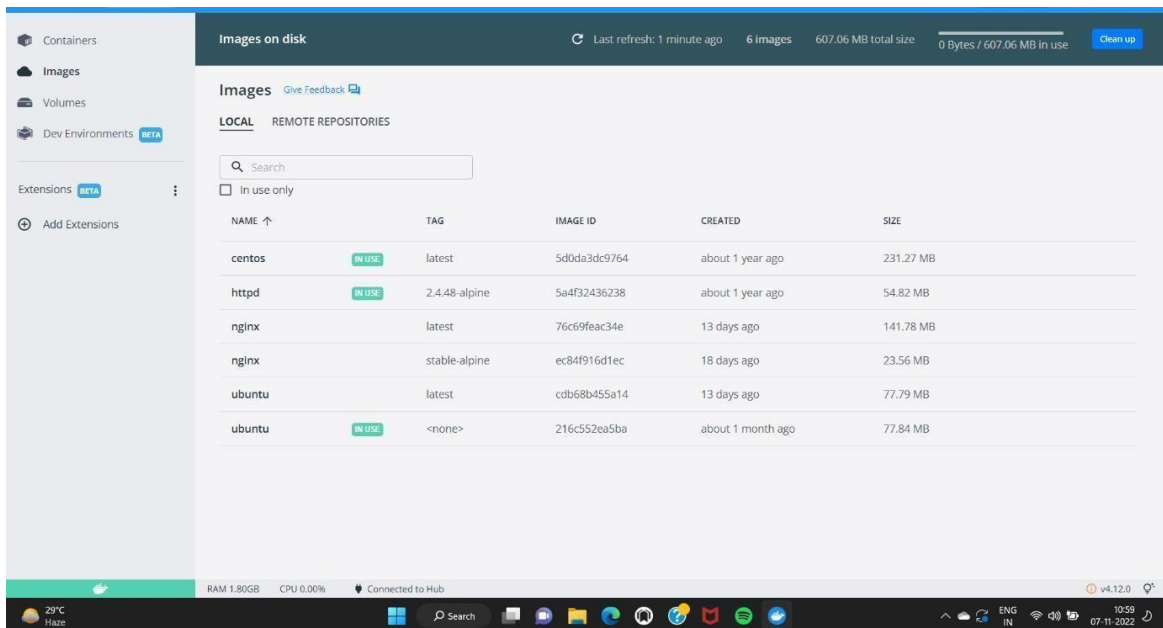 Containers
Images
Volumes
Dev Environments BETA
Extensions BETA
Add Extensions
Images on disk
Last refresh: 1 minute ago 6 images 607.06 MB total size 0 Bytes / 607.06 MB in use Clean up
Images Give Feedback
LOCAL REMOTE REPOSITORIES
Search
In use only
NAME TAG IMAGE ID CREATED SIZE
centos IN USE latest 5d0da3dc9764 about 1 year ago 231.27 MB
httpd IN USE 2.4.48-alpine 5a4f32436238 about 1 year ago 54.82 MB
nginx latest 76c69feac34e 13 days ago 141.78 MB
nginx stable-alpine ec84f916d1ec 18 days ago 23.56 MB
ubuntu latest cdb68b455a14 13 days ago 77.79 MB
ubuntu IN USE <none> 216c552ea5ba about 1 month ago 77.84 MB
RAM 1.80GB CPU 0.00% Connected to Hub v4.12.0
29°C
Haze
Search
ENG
IN
10:59
07-11-2022